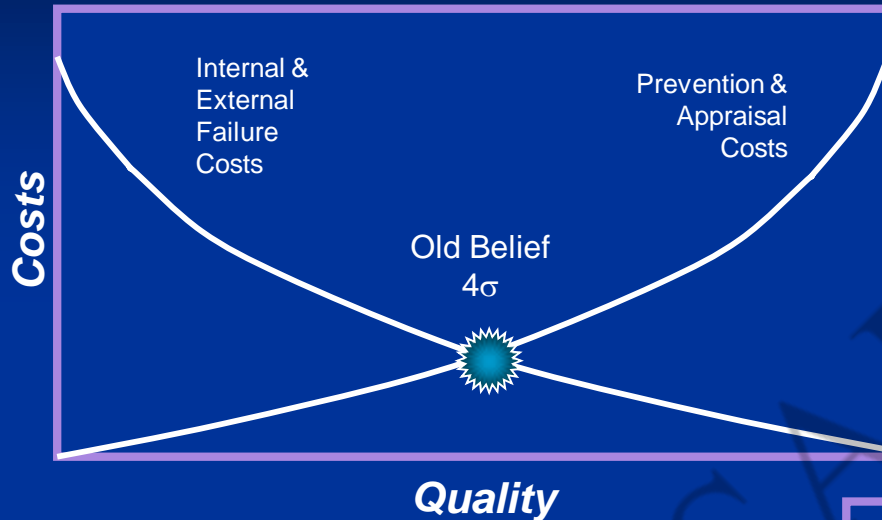 Internal &
External
Failure
Costs
Prevention &
Appraisal
Costs
Costs
Old Belief
4σ
Quality